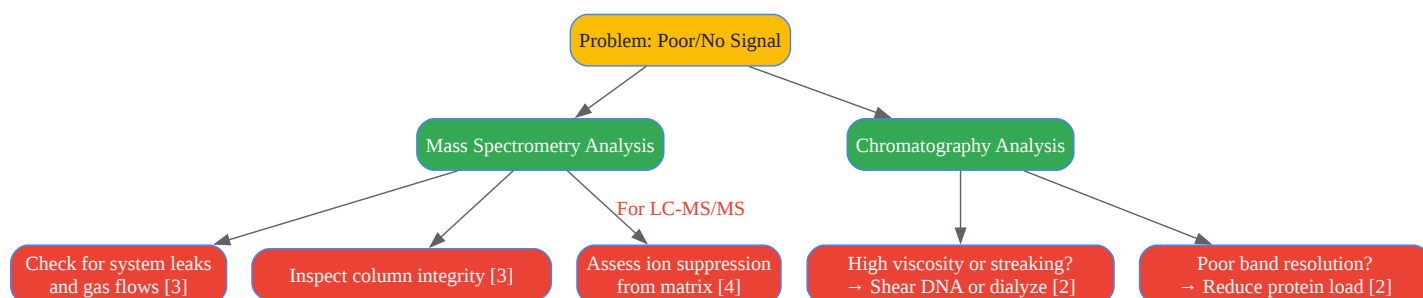 Problem: Poor/No Signal
Mass Spectrometry Analysis
Chromatography Analysis
For LC-MS/MS
Check for system leaks
and gas flows [3]
Inspect column integrity [3]
Assess ion suppression
from matrix [4]
High viscosity or streaking?
→ Shear DNA or dialyze [2]
Poor band resolution?
→ Reduce protein load [2]